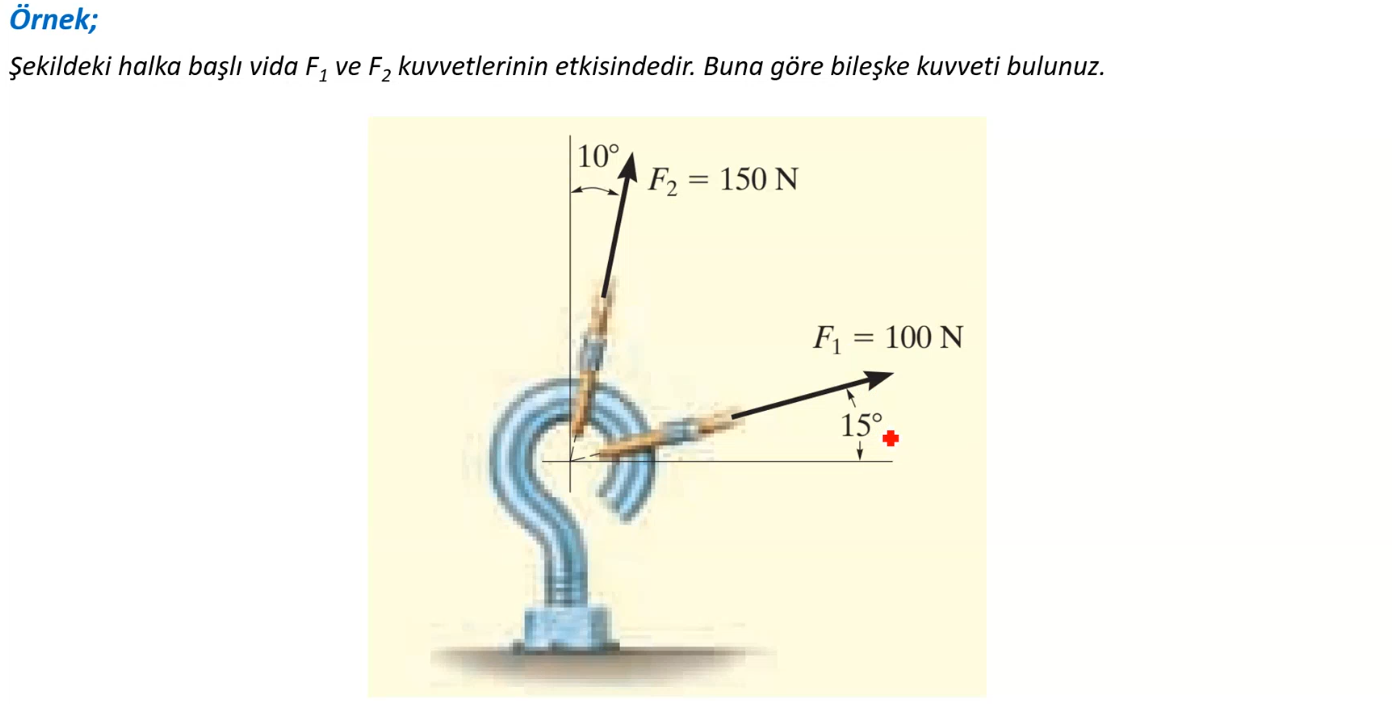 Örnek;
Şekildeki halka başlı vida F₁ ve F₂ kuvvetlerinin etkisindedir. Buna göre bileşke kuvveti bulunuz.
10°
F₂ = 150 N
F₁ = 100 N
15°